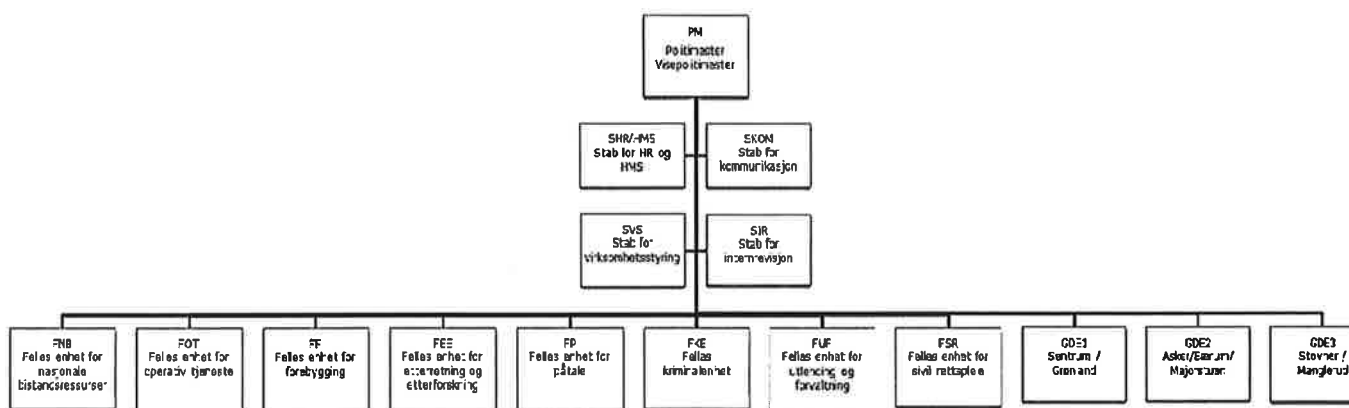 PM
Politimester
Visepolitimester
SHR/HMS
Stab for HR og
HMS
SKOM
Stab for
kommunikasjon
SVS
Stab for
virksomhetsstyring
SIR
Stab for
internrevisjon
FNB
Felles enhet for
nasjonale
bistandsressurser
FOT
Felles enhet for
operativ tjeneste
FF
Felles enhet for
forebygging
FEE
Felles enhet for
etterretning og
etterforskning
FP
Felles enhet for
påtale
FKE
Felles
kriminalenhet
FUF
Felles enhet for
utlending og
forvaltning
FSR
Felles enhet for
sivil rettspleie
GDE1
Sentrum /
Grønland
GDE2
Asker/Bærum/
Majorstuen
GDE3
Stovner /
Manglerud